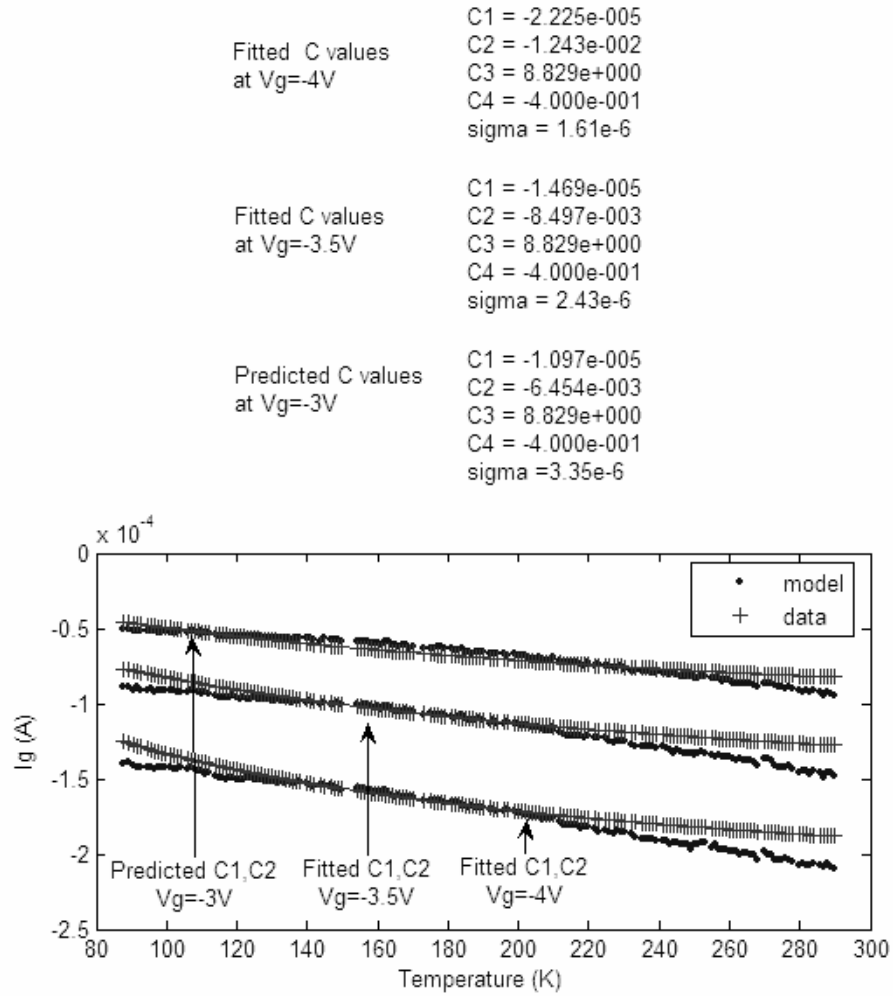 Fitted C values
at Vg=-4V
C1 = -2.225e-005
C2 = -1.243e-002
C3 = 8.829e+000
C4 = -4.000e-001
sigma = 1.61e-6
Fitted C values
at Vg=-3.5V
C1 = -1.469e-005
C2 = -8.497e-003
C3 = 8.829e+000
C4 = -4.000e-001
sigma = 2.43e-6
Predicted C values
at Vg=-3V
C1 = -1.097e-005
C2 = -6.454e-003
C3 = 8.829e+000
C4 = -4.000e-001
sigma =3.35e-6
x 10^-4
0
-0.5
-1
-1.5
-2
-2.5
Ig (A)
model
data
Predicted C1,C2
Vg=-3V
Fitted C1,C2
Vg=-3.5V
Fitted C1,C2
Vg=-4V
80 100 120 140 160 180 200 220 240 260 280 300
Temperature (K)